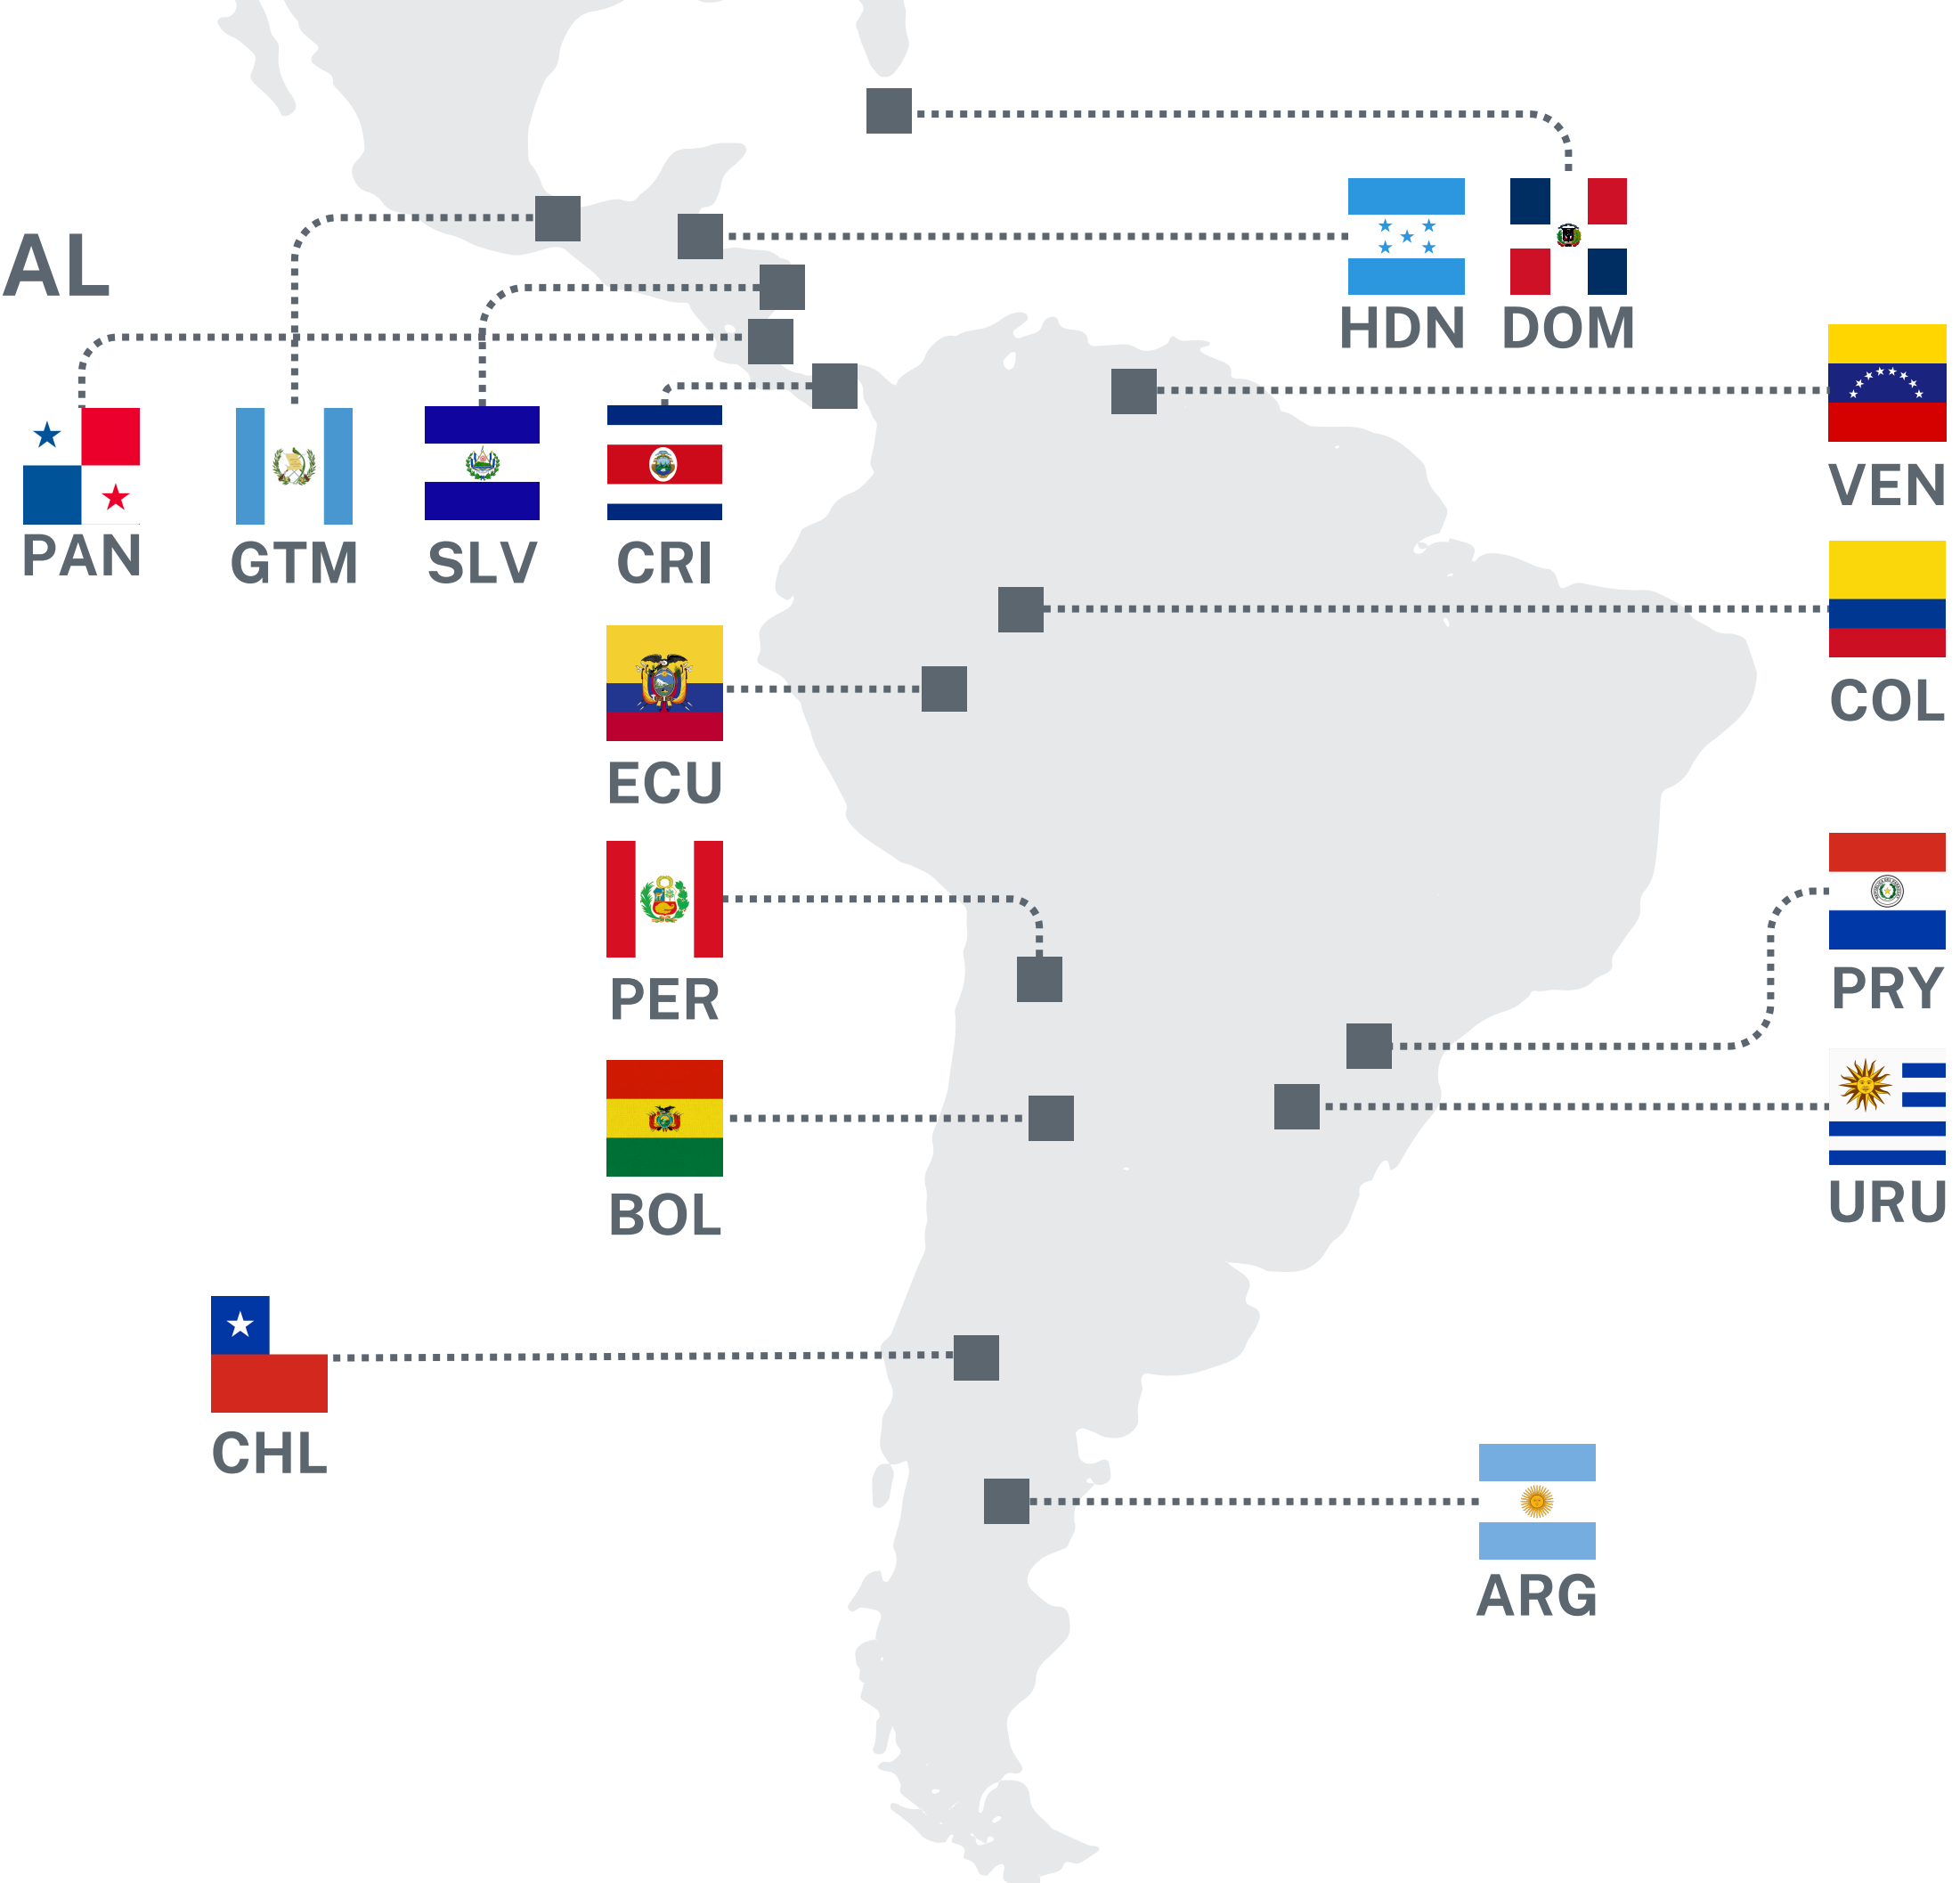 AL
HDN
DOM
VEN
PAN
GTM
SLV
CRI
COL
ECU
PER
PRY
BOL
URU
CHL
ARG